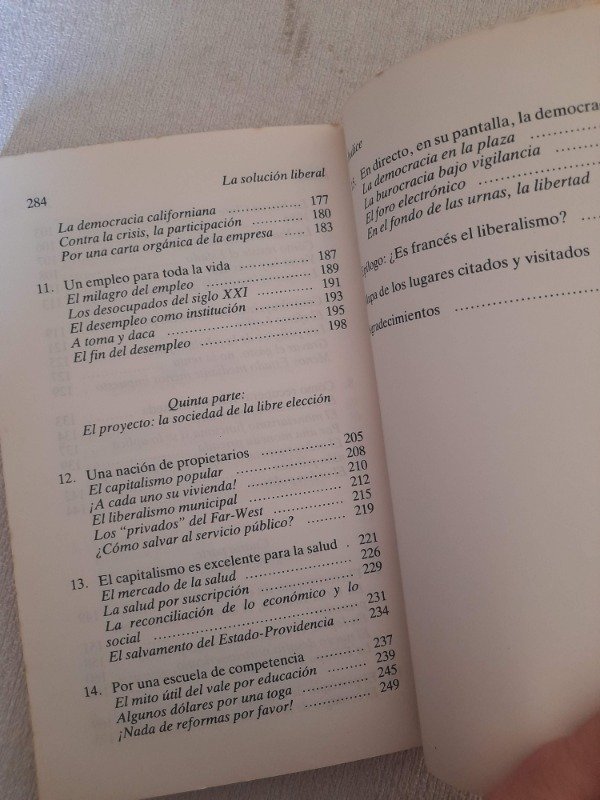 284
La solución liberal
La democracia californiana .................. 177
Contra la crisis, la participación ............ 180
Por una carta orgánica de la empresa ........ 183
11. Un empleo para toda la vida ................ 187
El milagro del empleo ..................... 189
Los desocupados del siglo XXI ............. 191
El desempleo como institución ............. 193
A toma y daca ............................ 195
El fin del desempleo ....................... 198
Quinta parte:
El proyecto: la sociedad de la libre elección
12. Una nación de propietarios ................. 205
El capitalismo popular ..................... 208
¡A cada uno su vivienda! .................. 210
El liberalismo municipal ................... 212
Los “privados” del Far-West ............... 215
¿Cómo salvar al servicio público? .......... 219
13. El capitalismo es excelente para la salud . 221
El mercado de la salud .................... 226
La salud por suscripción ................... 229
La reconciliación de lo económico y lo
social .................................... 231
El salvamento del Estado-Providencia ....... 234
14. Por una escuela de competencia ............ 237
El mito útil del vale por educación ......... 239
Algunos dólares por una toga .............. 245
¡Nada de reformas por favor! .............. 249
En directo, en su pantalla, la democrac
La democracia en la plaza ..........
La burocracia bajo vigilancia ..........
El foro electrónico ..........
En el fondo de las urnas, la libertad
¿Es francés el liberalismo? ..........
de los lugares citados y visitados
gradecimientos ..........